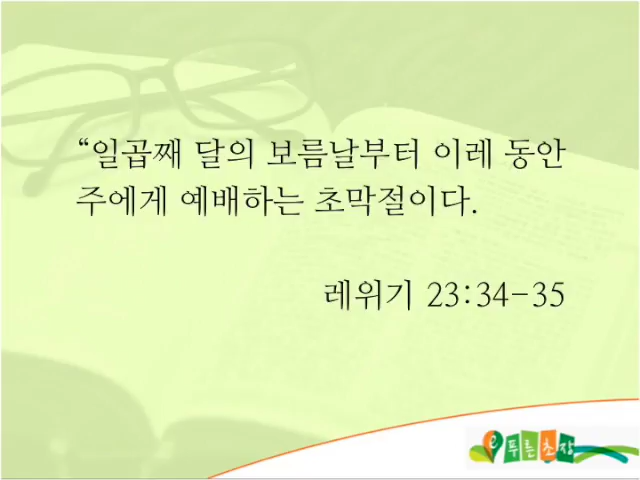 “일곱째 달의 보름날부터 이레 동안
주에게 예배하는 초막절이다.
레위기 23:34-35
e 푸른초장